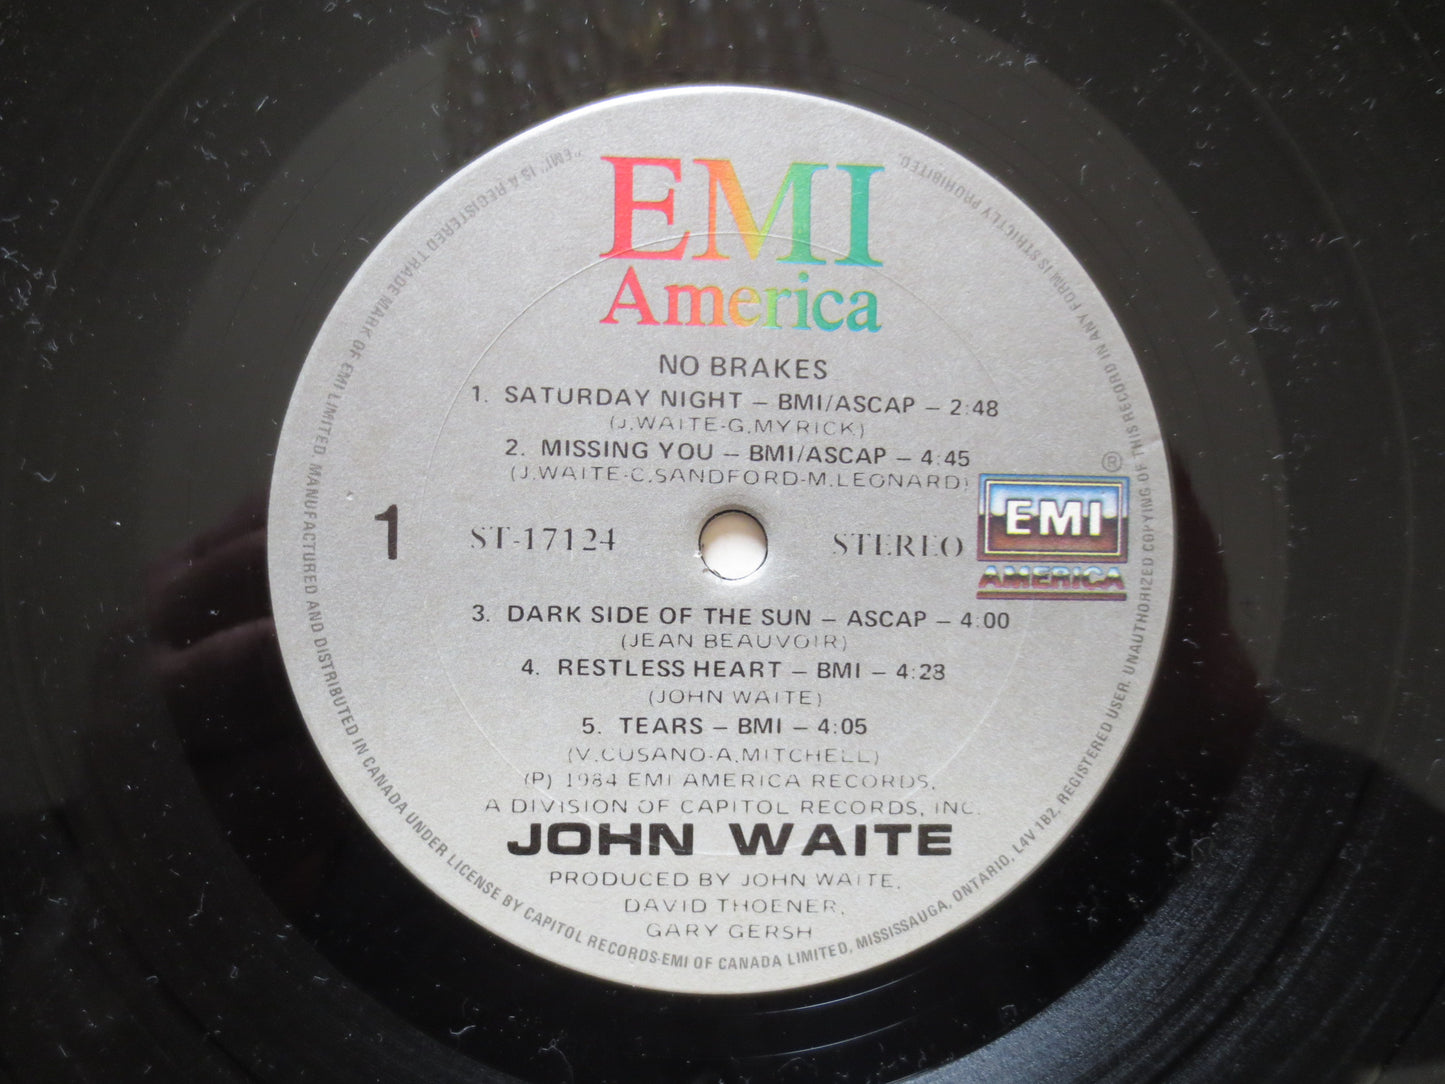 EMI
America
NO BRAKES
1. SATURDAY NIGHT – BMI/ASCAP – 2:48
(J.WAITE-G.MYRICK)
2. MISSING YOU – BMI/ASCAP – 4:45
(J.WAITE-C.SANDFORD-M.LEONARD)
1
ST-17124
STEREO
®
EMI
AMERICA
3. DARK SIDE OF THE SUN – ASCAP – 4:00
(JEAN BEAUVOIR)
4. RESTLESS HEART – BMI – 4:23
(JOHN WAITE)
5. TEARS – BMI – 4:05
(V.CUSANO-A.MITCHELL)
(P) 1984 EMI AMERICA RECORDS,
A DIVISION OF CAPITOL RECORDS, INC.
JOHN WAITE
PRODUCED BY JOHN WAITE,
DAVID THOENER,
GARY GERSH
"EMI" IS A REGISTERED TRADE MARK OF EMI LIMITED. MANUFACTURED AND DISTRIBUTED IN CANADA UNDER LICENSE BY CAPITOL RECORDS-EMI OF CANADA LIMITED, MISSISSAUGA, ONTARIO, L4V 1B2, REGISTERED USER. UNAUTHORIZED COPYING OF THIS RECORD IN ANY FORM IS STRICTLY PROHIBITED.